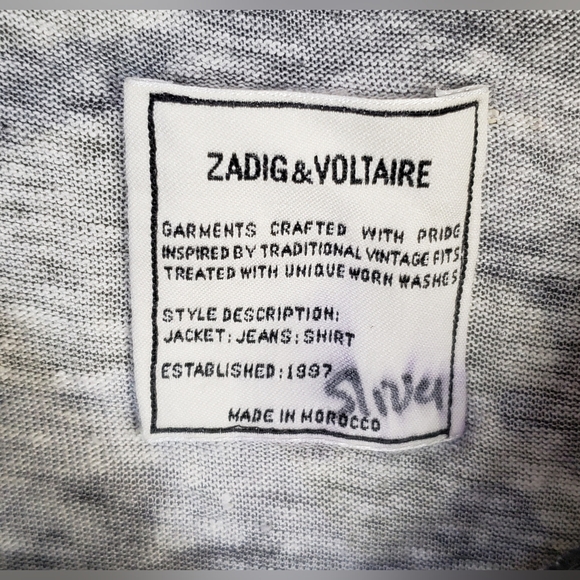 ZADIG&VOLTAIRE
GARMENTS CRAFTED WITH PRIDE
INSPIRED BY TRADITIONAL VINTAGE FITS
TREATED WITH UNIQUE WORN WASHES
STYLE DESCRIPTION:
JACKET: JEANS: SHIRT
ESTABLISHED: 1997
MADE IN MOROCCO